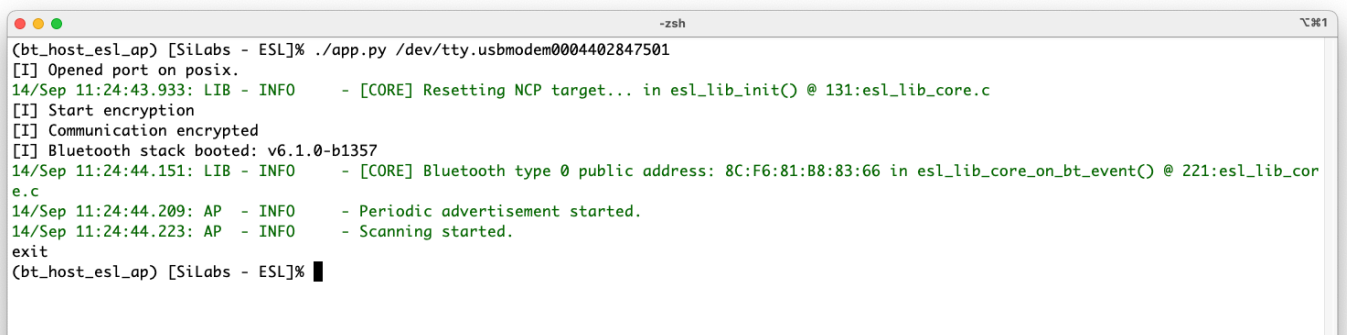 -zsh
⌥⌘1
(bt_host_esl_ap) [SiLabs - ESL]% ./app.py /dev/tty.usbmodem0004402847501
[I] Opened port on posix.
14/Sep 11:24:43.933: LIB - INFO     - [CORE] Resetting NCP target... in esl_lib_init() @ 131:esl_lib_core.c
[I] Start encryption
[I] Communication encrypted
[I] Bluetooth stack booted: v6.1.0-b1357
14/Sep 11:24:44.151: LIB - INFO     - [CORE] Bluetooth type 0 public address: 8C:F6:81:B8:83:66 in esl_lib_core_on_bt_event() @ 221:esl_lib_cor
e.c
14/Sep 11:24:44.209: AP  - INFO     - Periodic advertisement started.
14/Sep 11:24:44.223: AP  - INFO     - Scanning started.
exit
(bt_host_esl_ap) [SiLabs - ESL]%